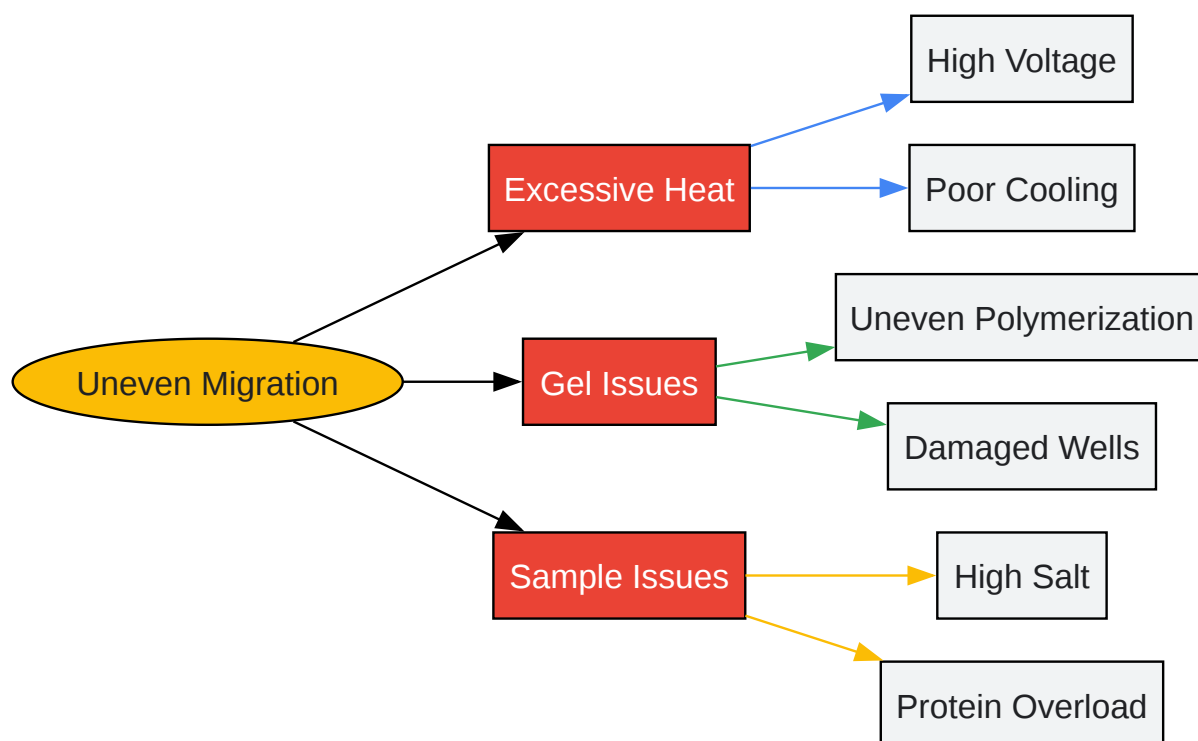 High Voltage
Excessive Heat
Poor Cooling
Uneven Polymerization
Uneven Migration
Gel Issues
Damaged Wells
Sample Issues
High Salt
Protein Overload